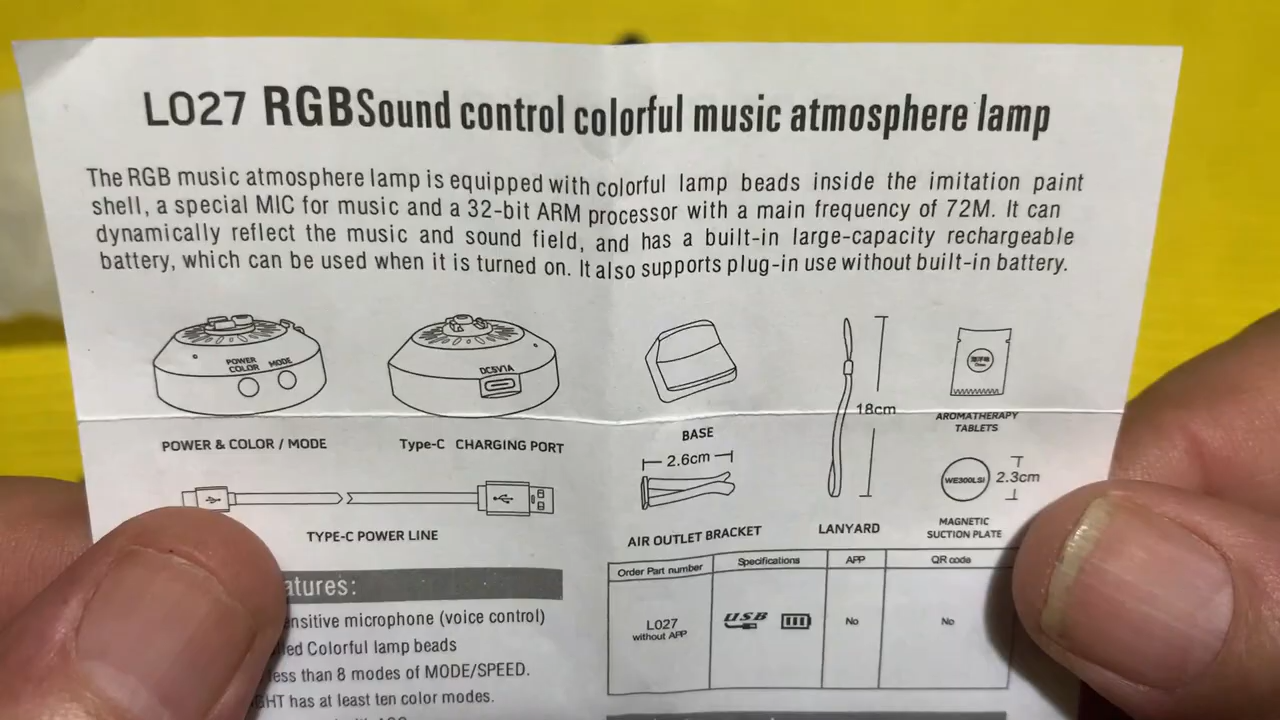 L027 RGBSound control colorful music atmosphere lamp
The RGB music atmosphere lamp is equipped with colorful lamp beads inside the imitation paint
shell, a special MIC for music and a 32-bit ARM processor with a main frequency of 72M. It can
dynamically reflect the music and sound field, and has a built-in large-capacity rechargeable
battery, which can be used when it is turned on. It also supports plug-in use without built-in battery.
POWER
COLOR MODE
DC5V1A
18cm
POWER & COLOR / MODE
Type-C CHARGING PORT
BASE
AROMATHERAPY
TABLETS
2.6cm
WE300LSI
2.3cm
TYPE-C POWER LINE
AIR OUTLET BRACKET
LANYARD
MAGNETIC
SUCTION PLATE
Order Part number Specifications APP QR code
L027
without APP
USB
No
No
atures:
ensitive microphone (voice control)
led Colorful lamp beads
less than 8 modes of MODE/SPEED.
GHT has at least ten color modes.